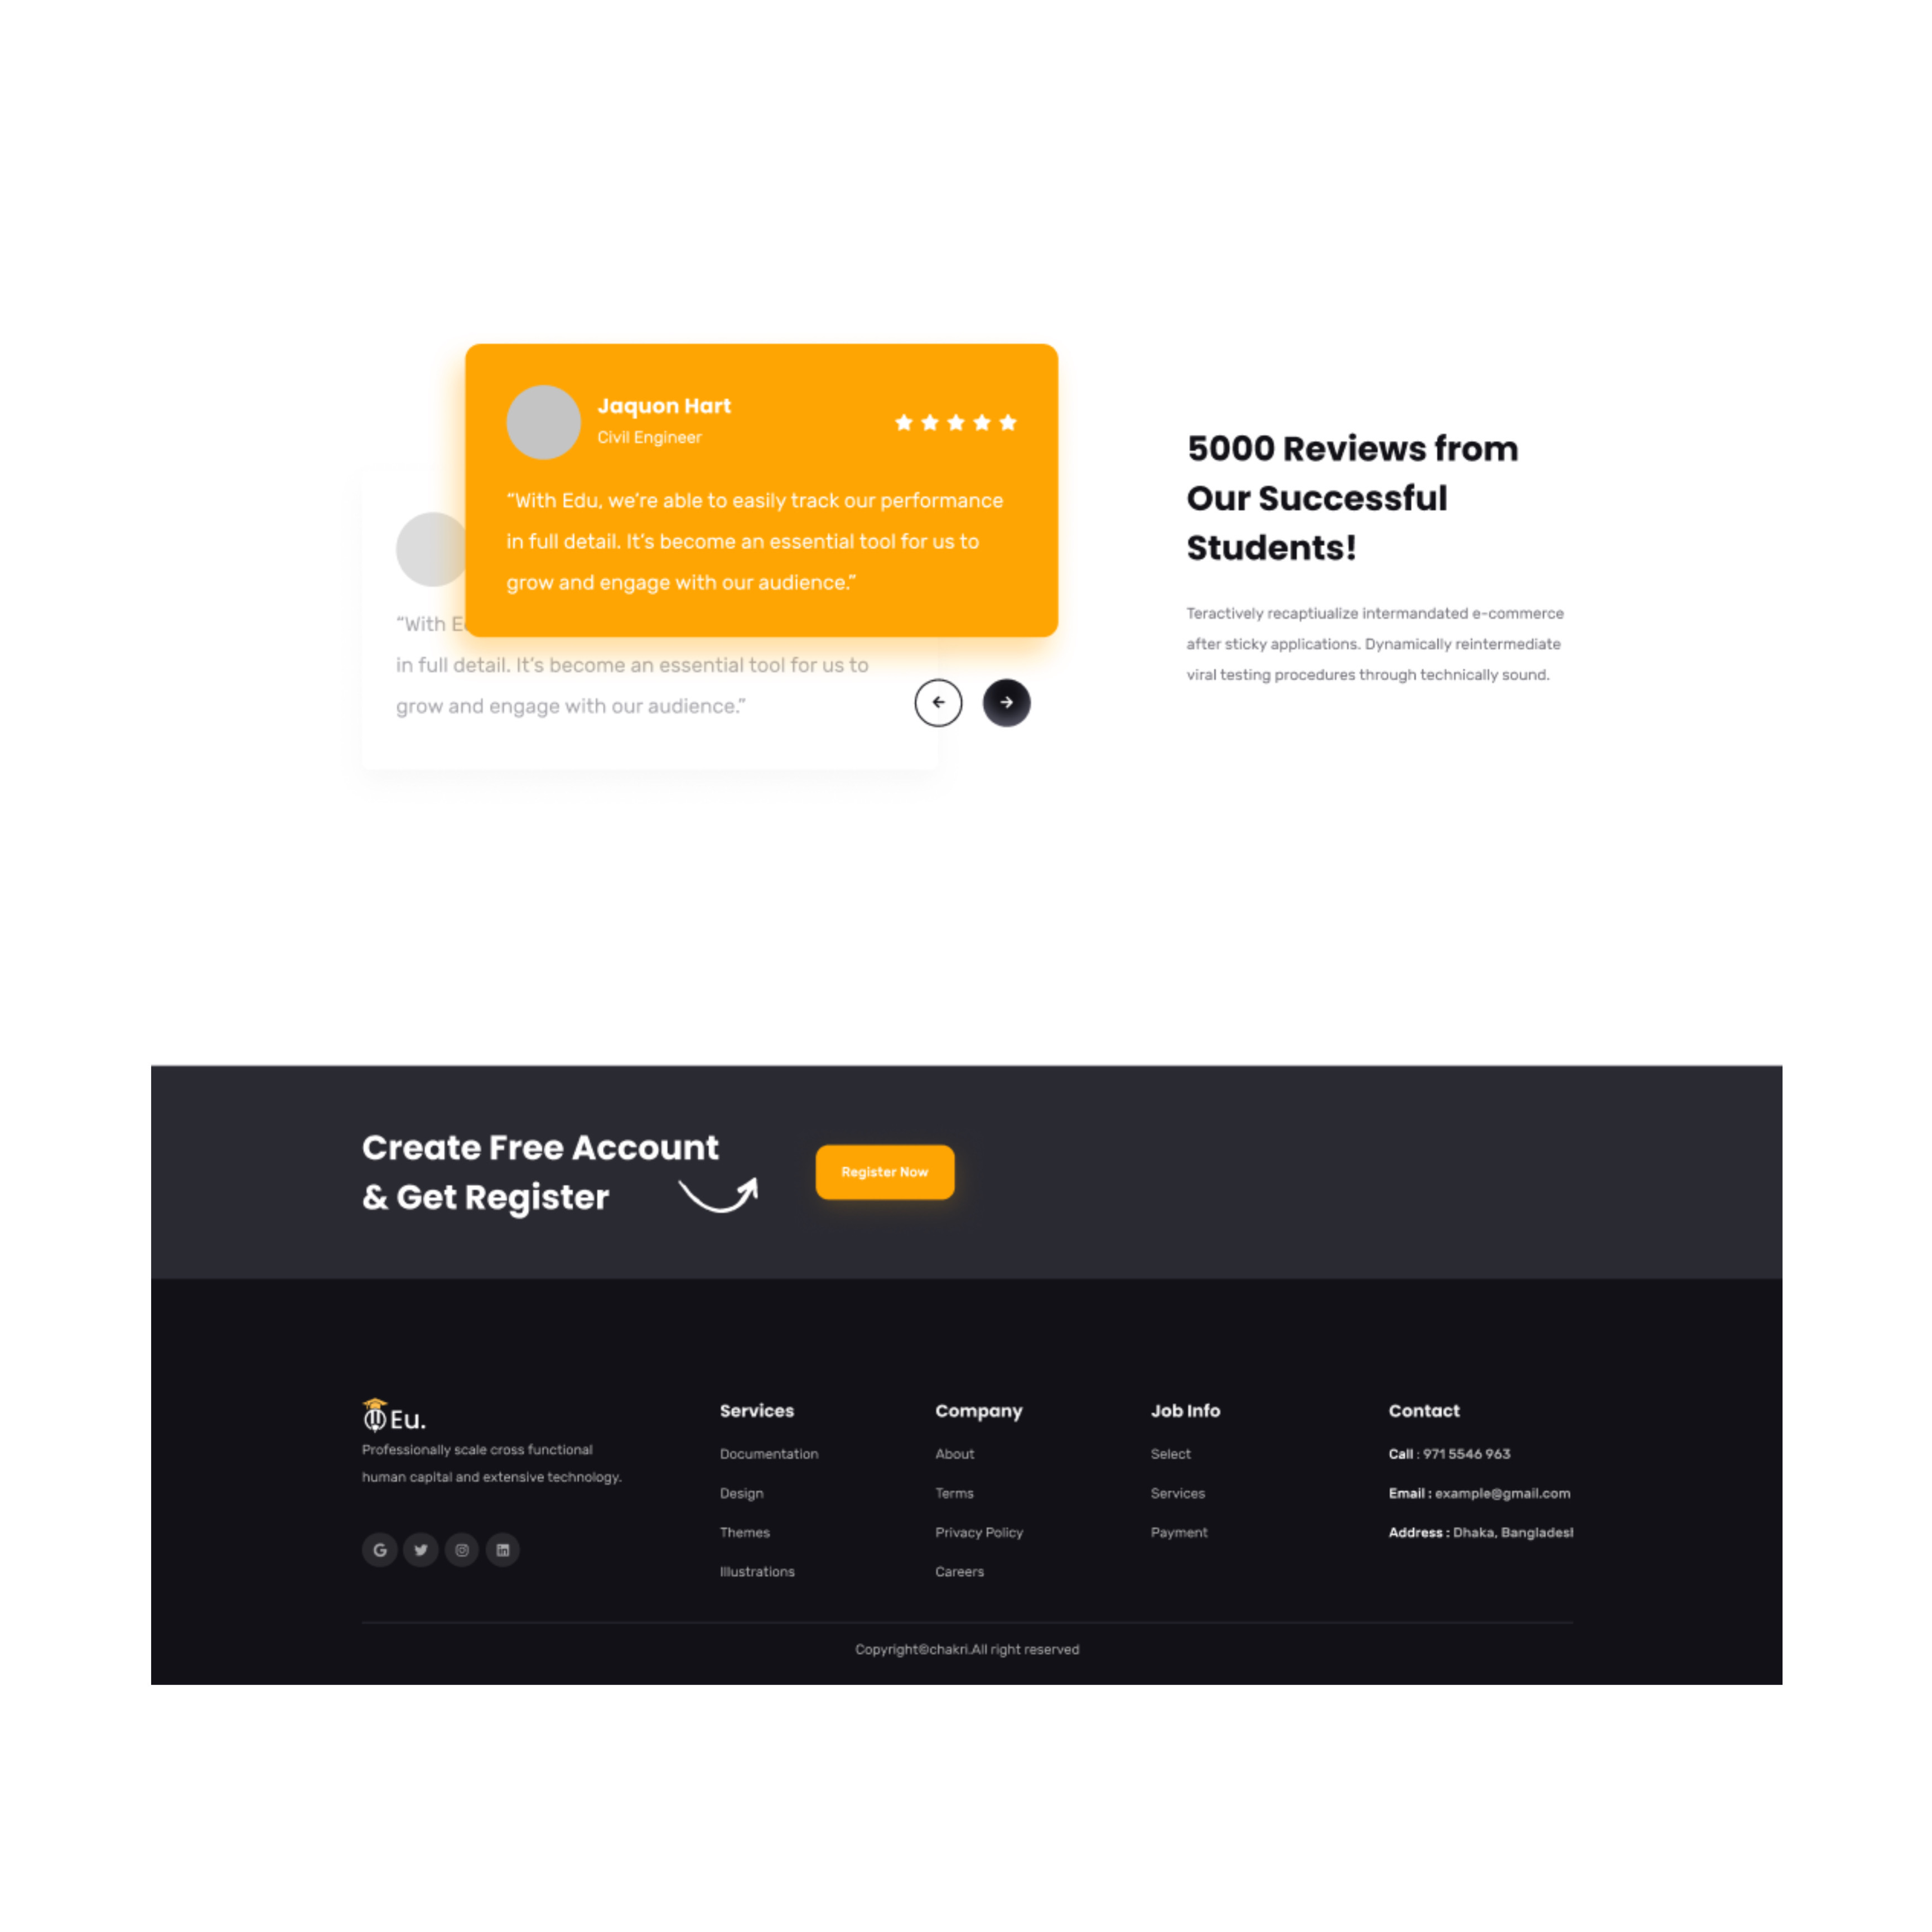 Jaquon Hart
Civil Engineer
“With Edu, we’re able to easily track our performance
in full detail. It’s become an essential tool for us to
grow and engage with our audience.”
“With E
in full detail. It’s become an essential tool for us to
grow and engage with our audience.”
5000 Reviews from
Our Successful
Students!
Teractively recaptiualize intermandated e-commerce
after sticky applications. Dynamically reintermediate
viral testing procedures through technically sound.
Create Free Account
& Get Register
Register Now
Eu.
Professionally scale cross functional
human capital and extensive technology.
Services
Documentation
Design
Themes
Illustrations
Company
About
Terms
Privacy Policy
Careers
Job Info
Select
Services
Payment
Contact
Call : 971 5546 963
Email : example@gmail.com
Address : Dhaka, Bangladesh
Copyright©chakri.All right reserved